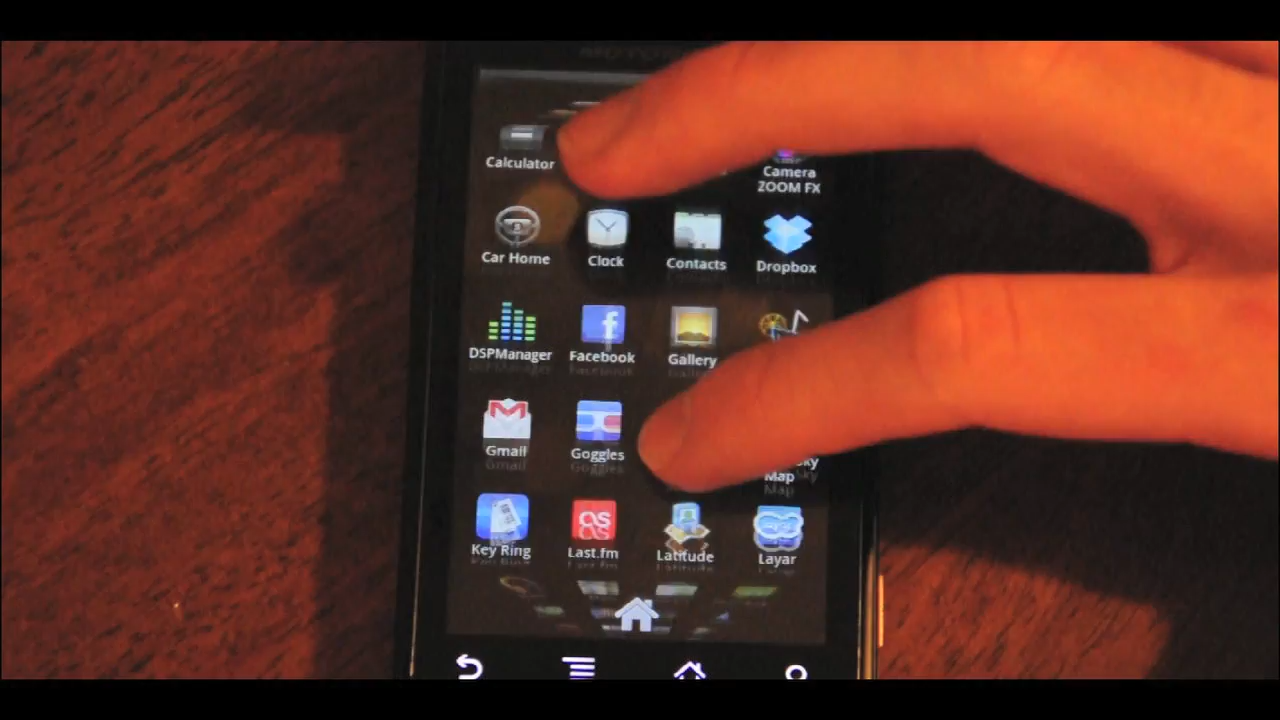 Calculator
Camera
ZOOM FX
Car Home
Clock
Contacts
Dropbox
DSPManager
Facebook
Gallery
Gmail
Goggles
Map
Key Ring
Last.fm
Latitude
Layar